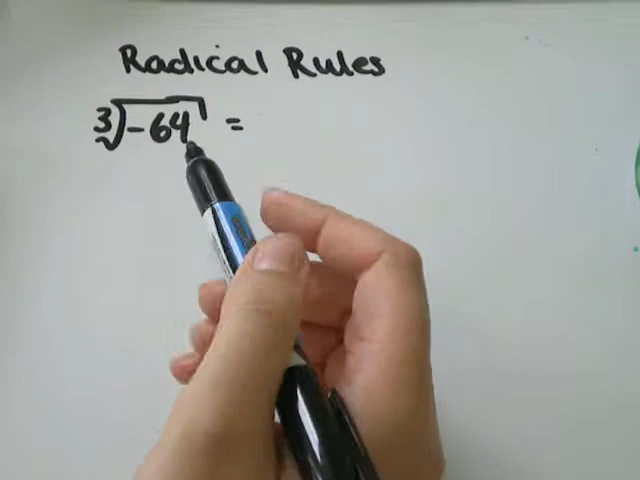 Radical Rules
∛-64 =